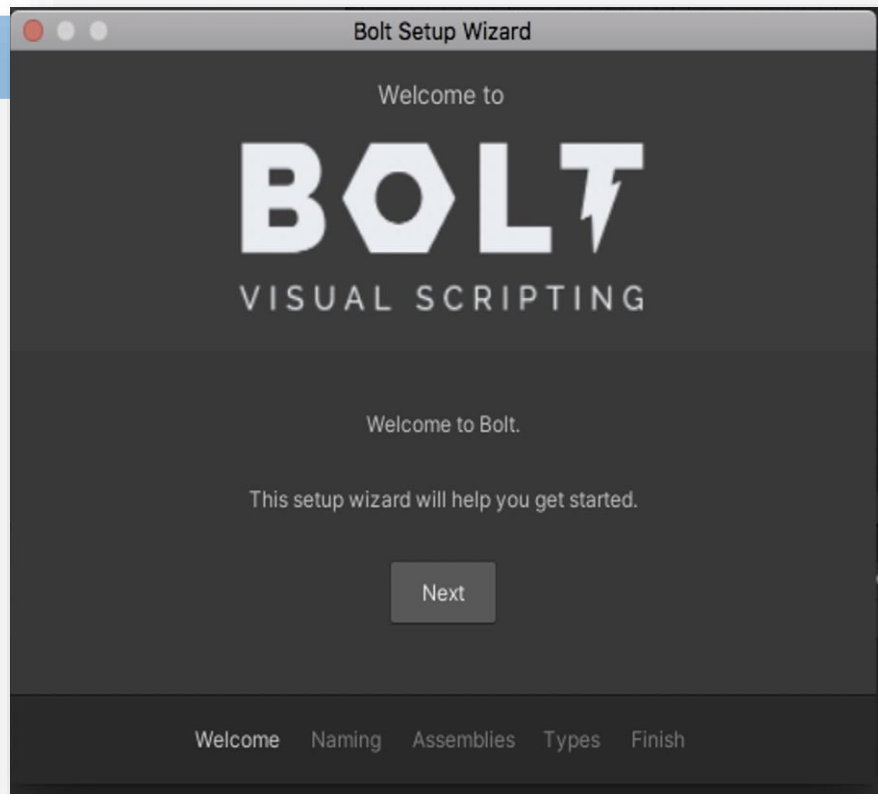 Bolt Setup Wizard
Welcome to
BOLT
VISUAL SCRIPTING
Welcome to Bolt.
This setup wizard will help you get started.
Next
Welcome Naming Assemblies Types Finish